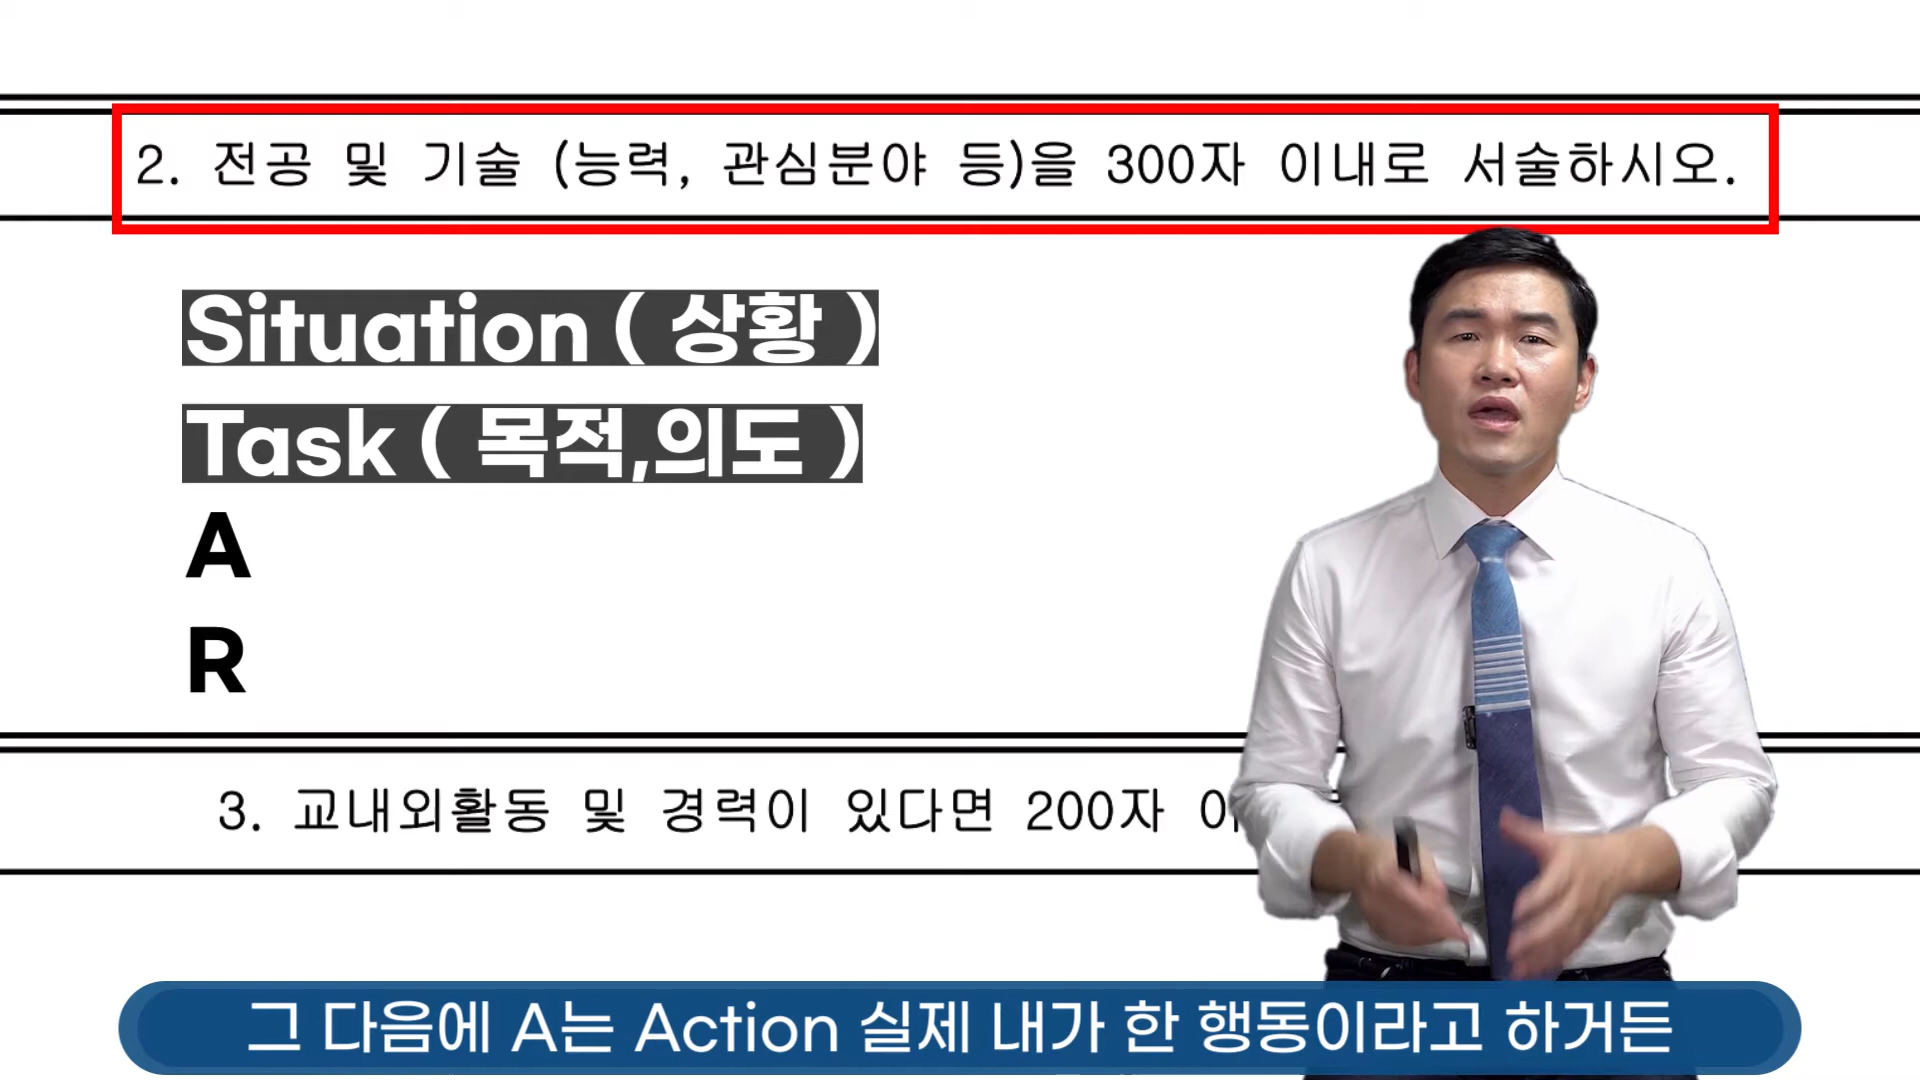 2. 전공 및 기술 (능력, 관심분야 등)을 300자 이내로 서술하시오.
Situation ( 상황 )
Task ( 목적,의도 )
A
R
3. 교내외활동 및 경력이 있다면 200자 이
그 다음에 A는 Action 실제 내가 한 행동이라고 하거든